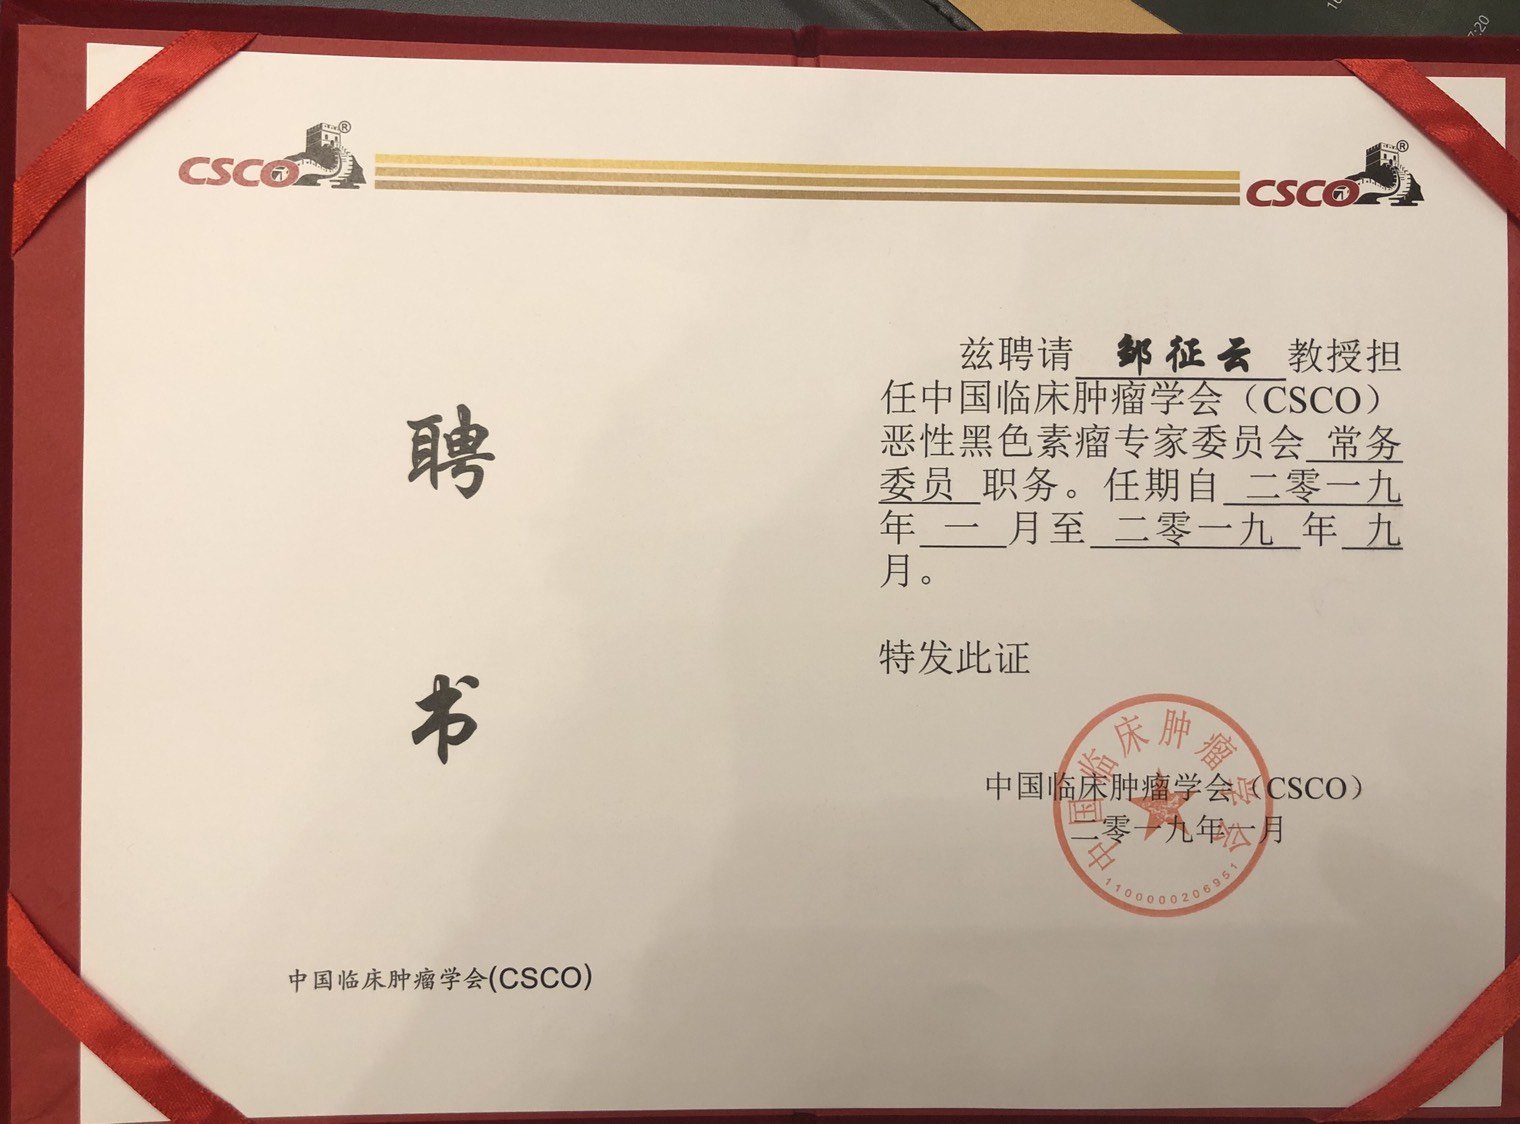 CSCO®
CSCO®
聘
书
中国临床肿瘤学会(CSCO)
兹聘请 邹征云 教授担
任中国临床肿瘤学会（CSCO）
恶性黑色素瘤专家委员会 常务
委员 职务。任期自 二零一九
年 一 月至 二零一九 年 九
月。
特发此证
中国临床肿瘤学会（CSCO）
二零一九年一月
中国临床肿瘤学会
1100000206951